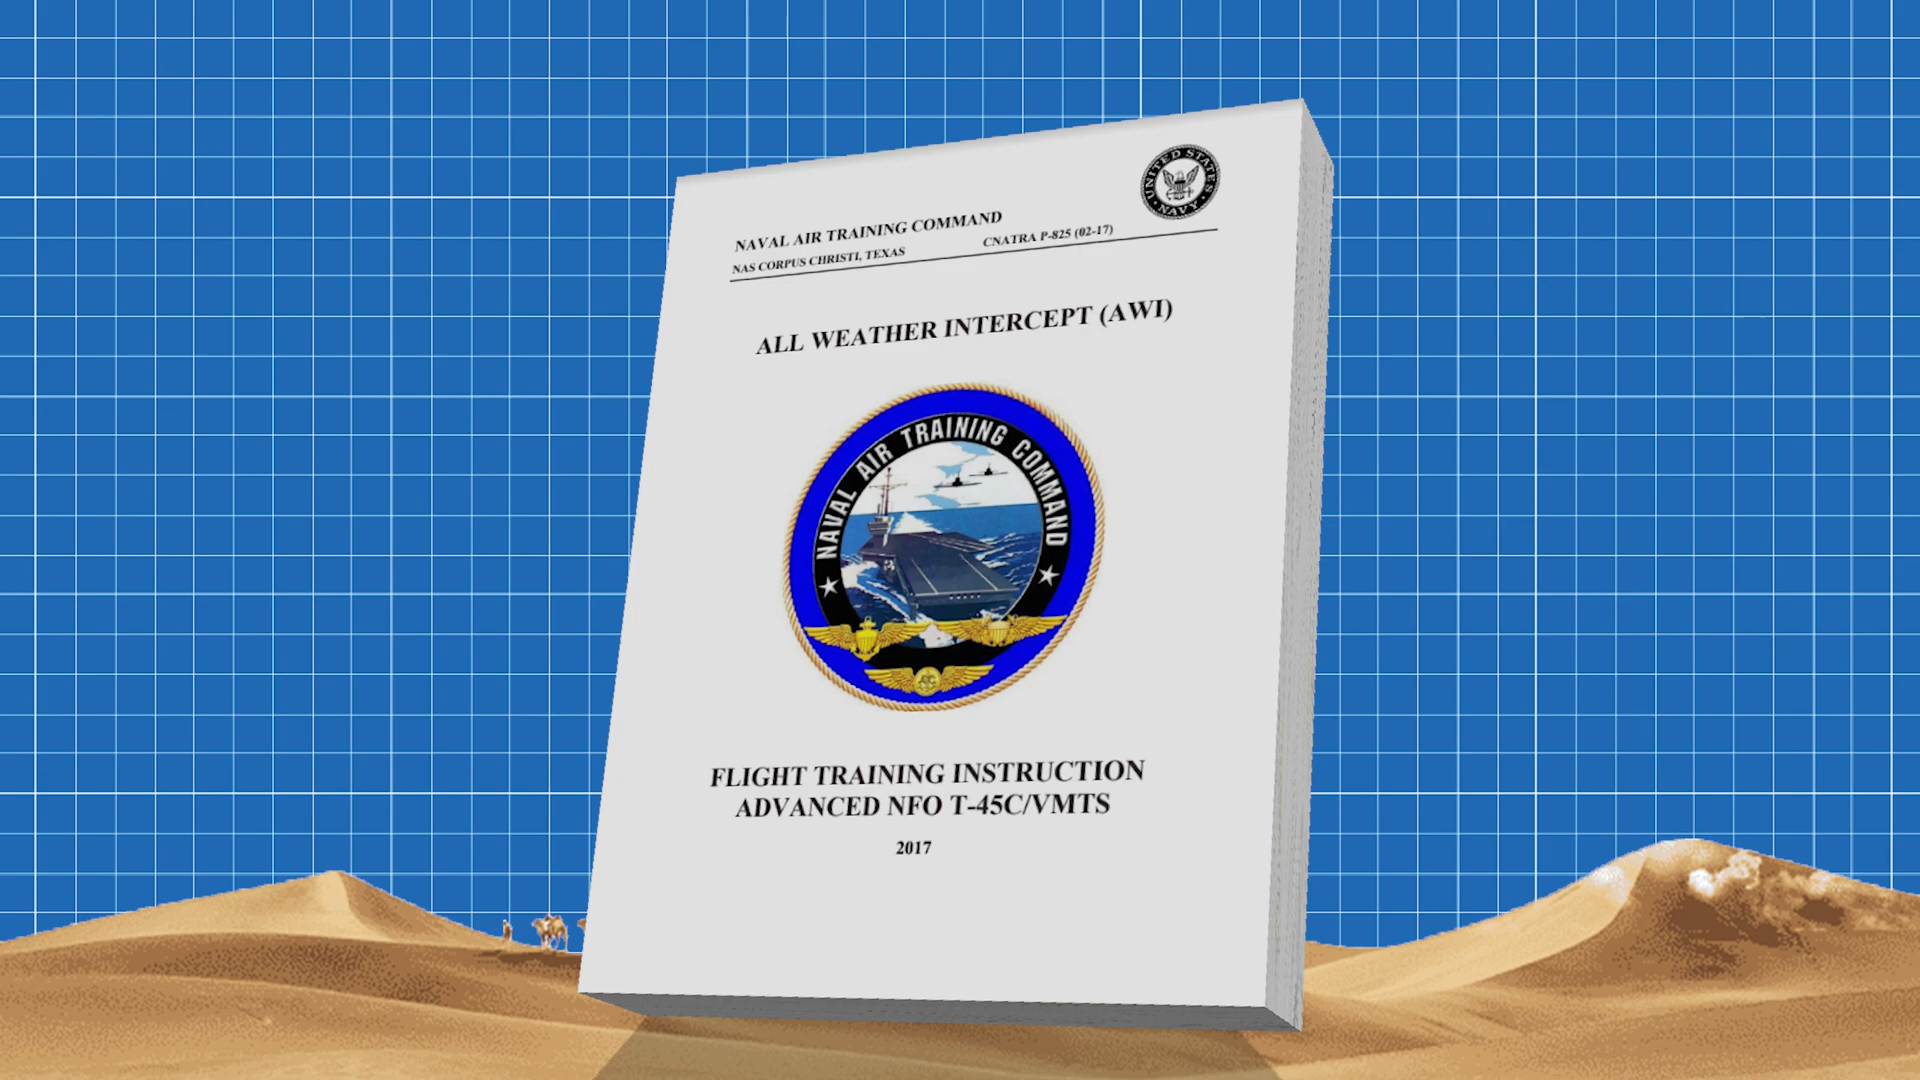 UNITED STATES
NAVY
NAVAL AIR TRAINING COMMAND
NAS CORPUS CHRISTI, TEXAS
CNATRA P-825 (02-17)
ALL WEATHER INTERCEPT (AWI)
NAVAL AIR TRAINING COMMAND
FLIGHT TRAINING INSTRUCTION
ADVANCED NFO T-45C/VMTS
2017